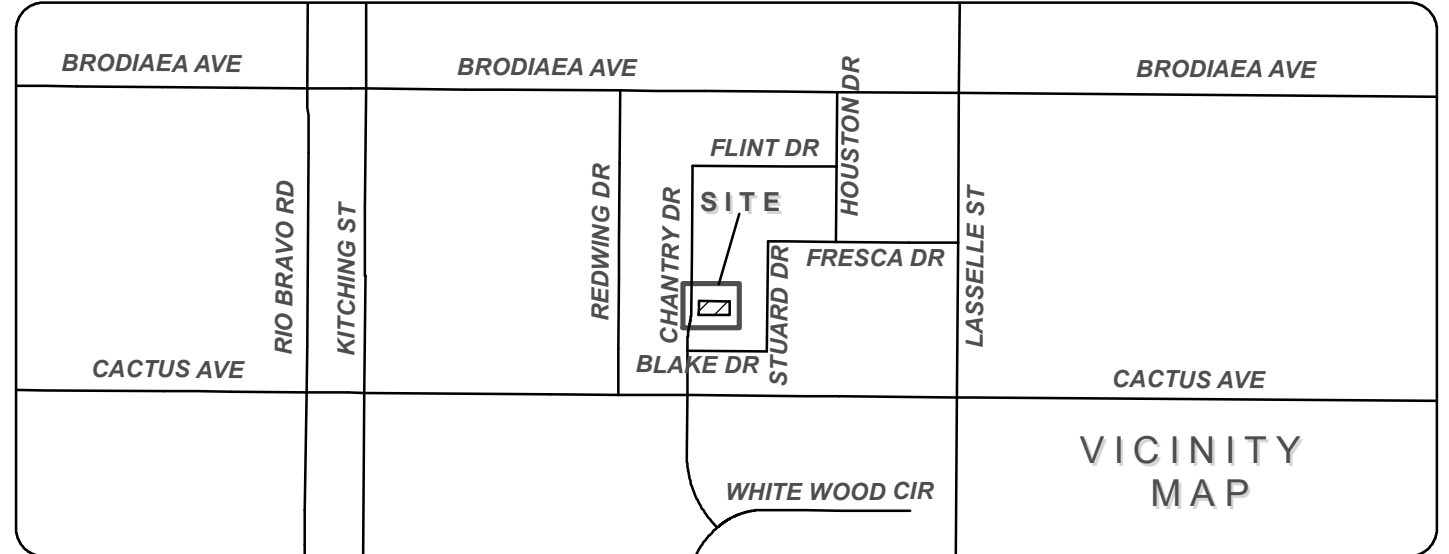 BRODIAEA AVE
BRODIAEA AVE
BRODIAEA AVE
HOUSTON DR
FLINT DR
REDWING DR
CHANTRY DR
SITE
RIO BRAVO RD
KITCHING ST
LASSELLE ST
STUARD DR
FRESCA DR
BLAKE DR
CACTUS AVE
CACTUS AVE
VICINITY
MAP
WHITE WOOD CIR